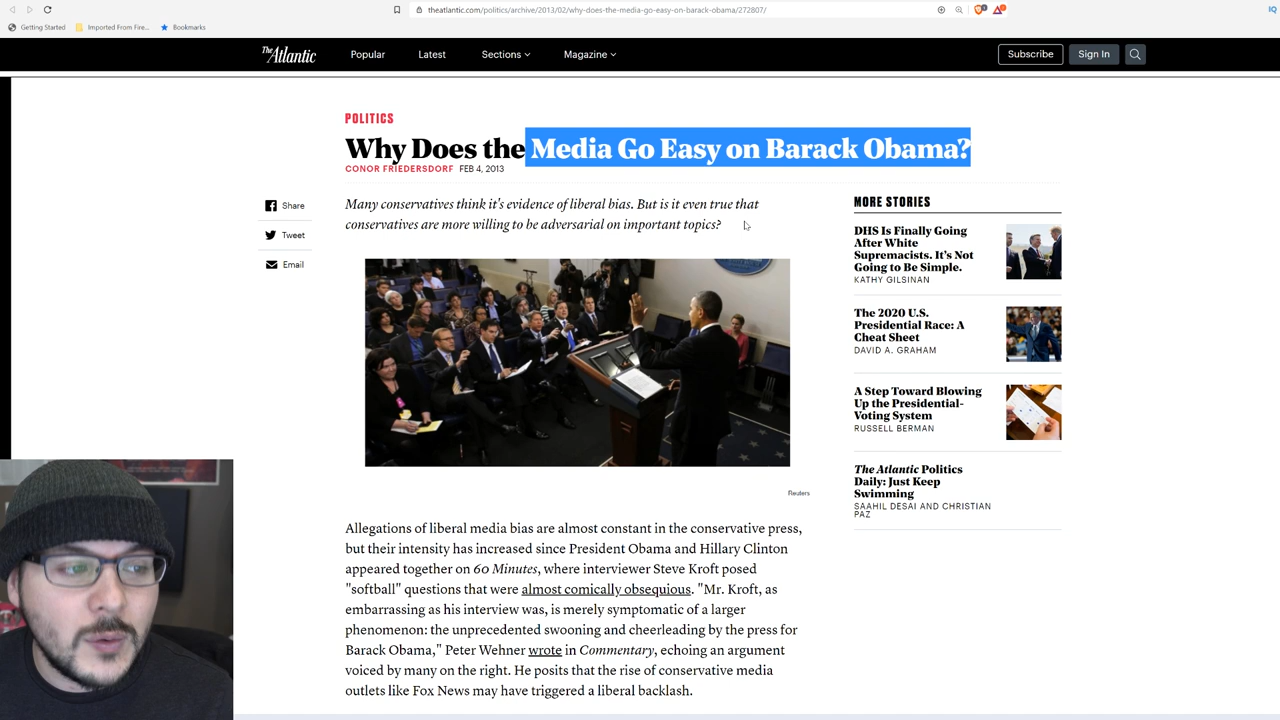 theatlantic.com/politics/archive/2013/02/why-does-the-media-go-easy-on-barack-obama/272807/
IQ
Getting Started
Imported From Fire...
Bookmarks
The Atlantic
Popular
Latest
Sections
Magazine
Subscribe
Sign In
POLITICS
Why Does the Media Go Easy on Barack Obama?
CONOR FRIEDERSDORF FEB 4, 2013
Share
Tweet
Email
Many conservatives think it's evidence of liberal bias. But is it even true that
conservatives are more willing to be adversarial on important topics?
Reuters
Allegations of liberal media bias are almost constant in the conservative press,
but their intensity has increased since President Obama and Hillary Clinton
appeared together on 60 Minutes, where interviewer Steve Kroft posed
"softball" questions that were almost comically obsequious. "Mr. Kroft, as
embarrassing as his interview was, is merely symptomatic of a larger
phenomenon: the unprecedented swooning and cheerleading by the press for
Barack Obama," Peter Wehner wrote in Commentary, echoing an argument
voiced by many on the right. He posits that the rise of conservative media
outlets like Fox News may have triggered a liberal backlash.
MORE STORIES
DHS Is Finally Going
After White
Supremacists. It's Not
Going to Be Simple.
KATHY GILSINAN
The 2020 U.S.
Presidential Race: A
Cheat Sheet
DAVID A. GRAHAM
A Step Toward Blowing
Up the Presidential-
Voting System
RUSSELL BERMAN
The Atlantic Politics
Daily: Just Keep
Swimming
SAAHIL DESAI AND CHRISTIAN
PAZ